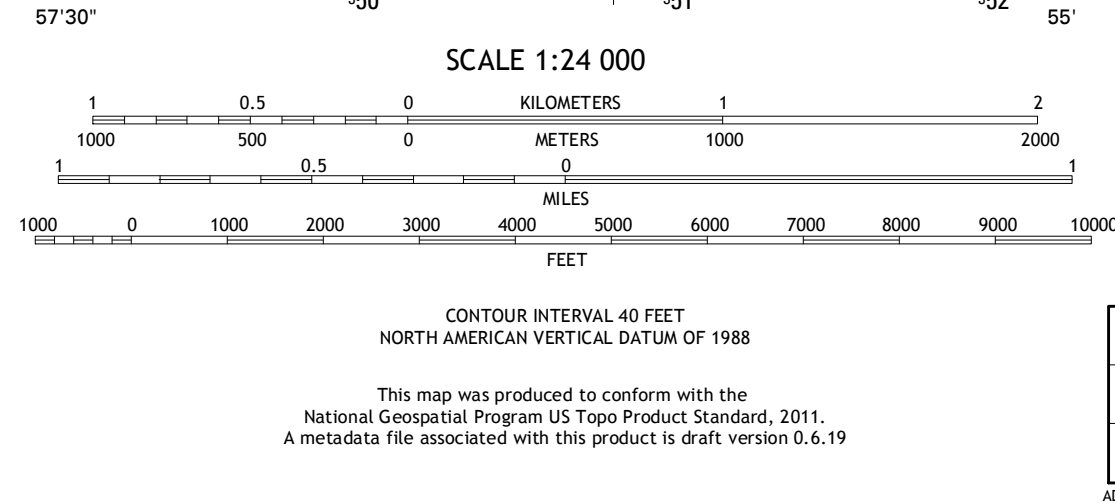 57'30" ³50 ³51 ³52 55'
SCALE 1:24 000
1 0.5 0 KILOMETERS 1 2
1000 500 0 METERS 1000 2000
1 0.5 0 1
MILES
1000 0 1000 2000 3000 4000 5000 6000 7000 8000 9000 10000
FEET
CONTOUR INTERVAL 40 FEET
NORTH AMERICAN VERTICAL DATUM OF 1988
This map was produced to conform with the
National Geospatial Program US Topo Product Standard, 2011.
A metadata file associated with this product is draft version 0.6.19